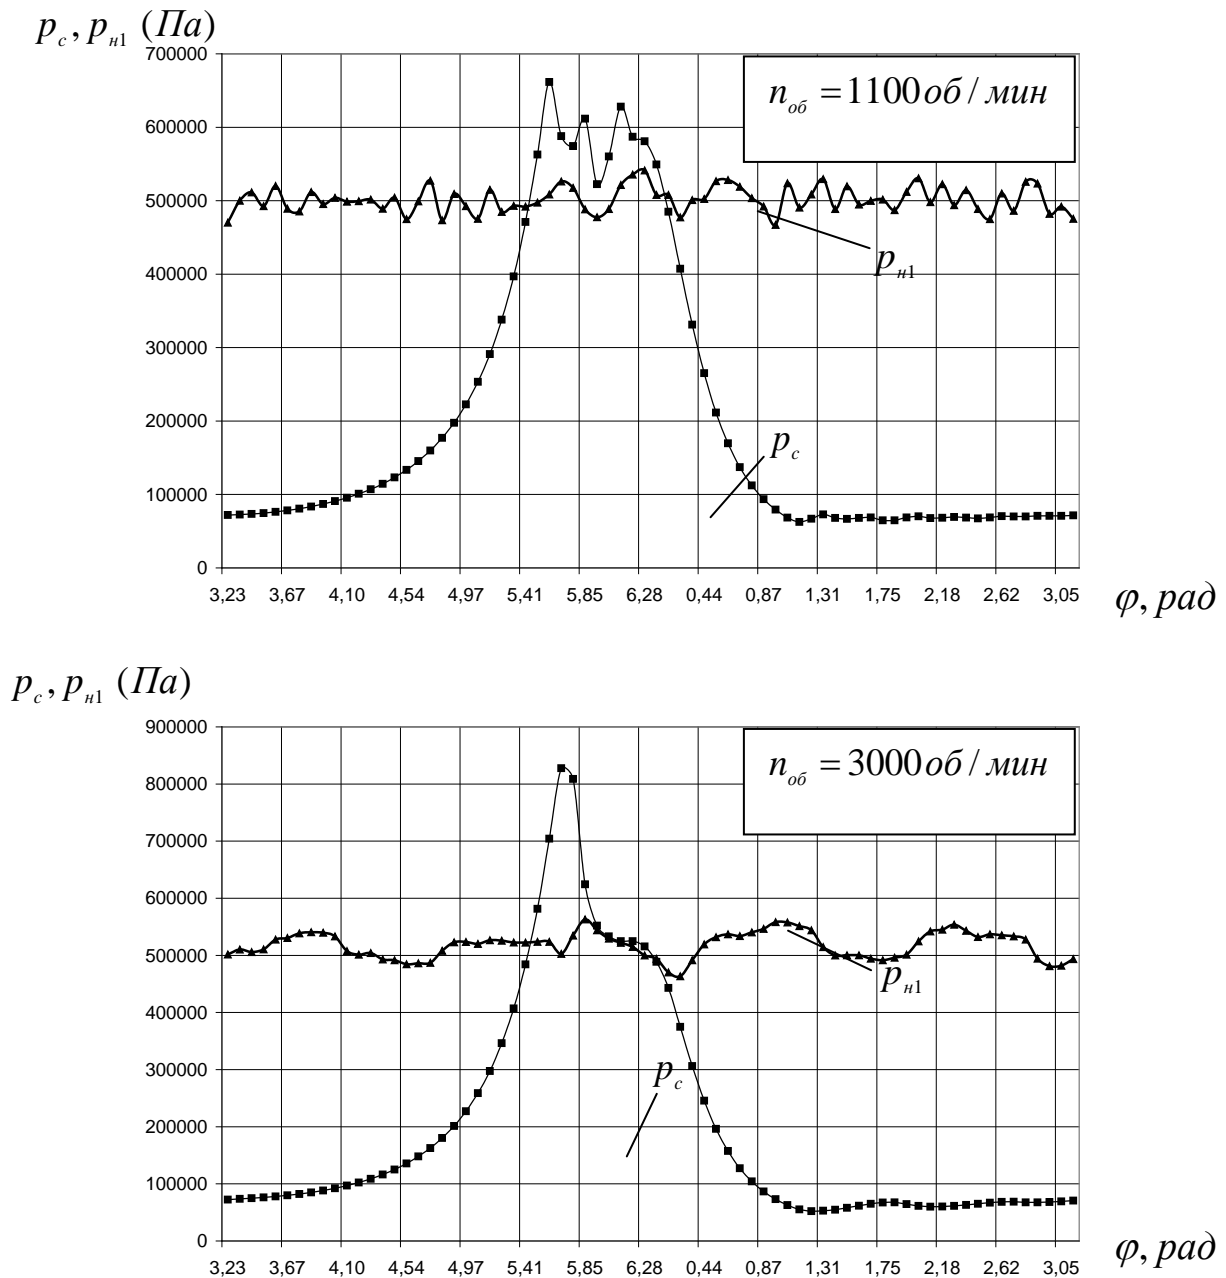 p_с, p_н1 (Па)
700000
n_об = 1100 об / мин
600000
500000
p_н1
400000
300000
200000
p_с
100000
0
3,23 3,67 4,10 4,54 4,97 5,41 5,85 6,28 0,44 0,87 1,31 1,75 2,18 2,62 3,05
φ, рад
p_с, p_н1 (Па)
900000
n_об = 3000 об / мин
800000
700000
600000
500000
p_н1
400000
300000
p_с
200000
100000
0
3,23 3,67 4,10 4,54 4,97 5,41 5,85 6,28 0,44 0,87 1,31 1,75 2,18 2,62 3,05
φ, рад